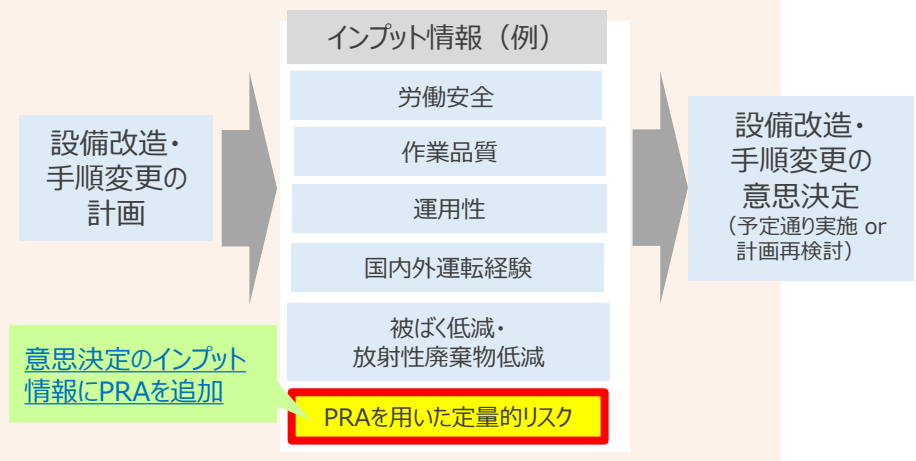 インプット情報（例）
労働安全
作業品質
運用性
国内外運転経験
被ばく低減・
放射性廃棄物低減
PRAを用いた定量的リスク
設備改造・
手順変更の
計画
意思決定のインプット
情報にPRAを追加
設備改造・
手順変更の
意思決定
（予定通り実施 or
計画再検討）